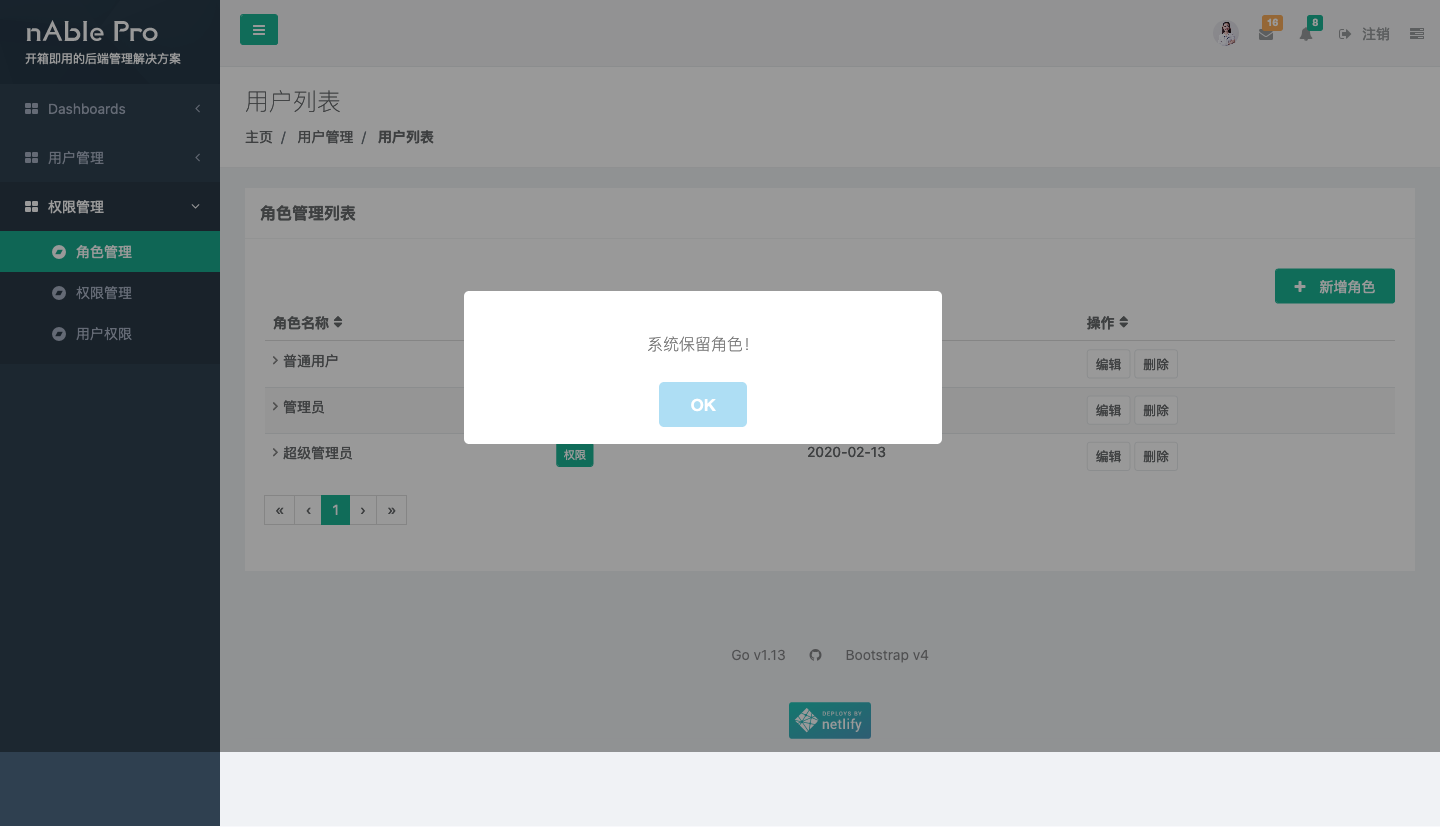 nAble Pro
开箱即用的后端管理解决方案
Dashboards
用户管理
权限管理
角色管理
权限管理
用户权限
16
8
注销
用户列表
主页 / 用户管理 / 用户列表
角色管理列表
新增角色
角色名称 操作
普通用户 编辑 删除
管理员 编辑 删除
超级管理员 权限 2020-02-13 编辑 删除
« ‹ 1 › »
系统保留角色！
OK
Go v1.13 Bootstrap v4
DEPLOYS BY
netlify